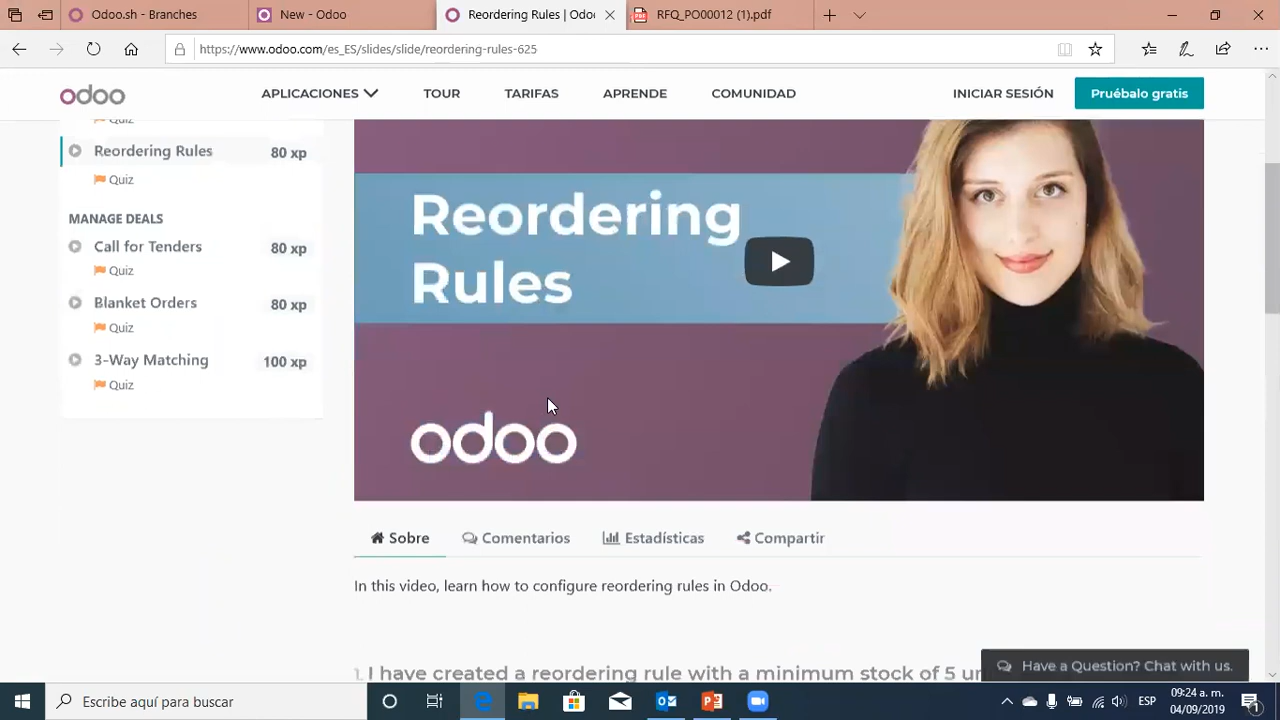 Odoo.sh - Branches
New - Odoo
Reordering Rules | Odoo
RFQ_PO00012 (1).pdf
https://www.odoo.com/es_ES/slides/slide/reordering-rules-625
odoo
APLICACIONES
TOUR
TARIFAS
APRENDE
COMUNIDAD
INICIAR SESIÓN
Pruébalo gratis
Quiz
Reordering Rules
80 xp
Quiz
MANAGE DEALS
Call for Tenders
80 xp
Quiz
Blanket Orders
80 xp
Quiz
3-Way Matching
100 xp
Quiz
Reordering
Rules
odoo
Sobre
Comentarios
Estadísticas
Compartir
In this video, learn how to configure reordering rules in Odoo.
1. I have created a reordering rule with a minimum stock of 5
Have a Question? Chat with us.
Escribe aquí para buscar
ESP
09:24 a. m.
04/09/2019
1